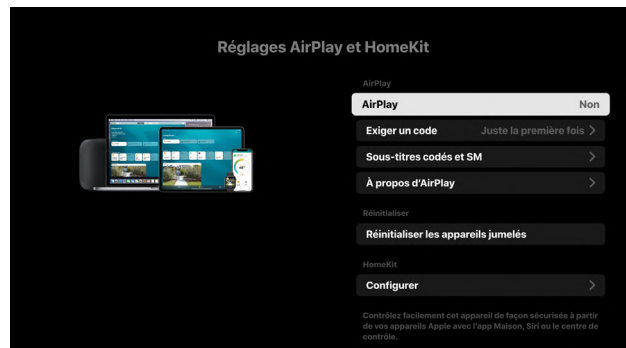 Réglages AirPlay et HomeKit
AirPlay
AirPlay Non
Exiger un code Juste la première fois
Sous-titres codés et SM
À propos d'AirPlay
Réinitialiser
Réinitialiser les appareils jumelés
HomeKit
Configurer
Contrôlez facilement cet appareil de façon sécurisée à partir
de vos appareils Apple avec l'app Maison, Siri ou le centre de
contrôle.